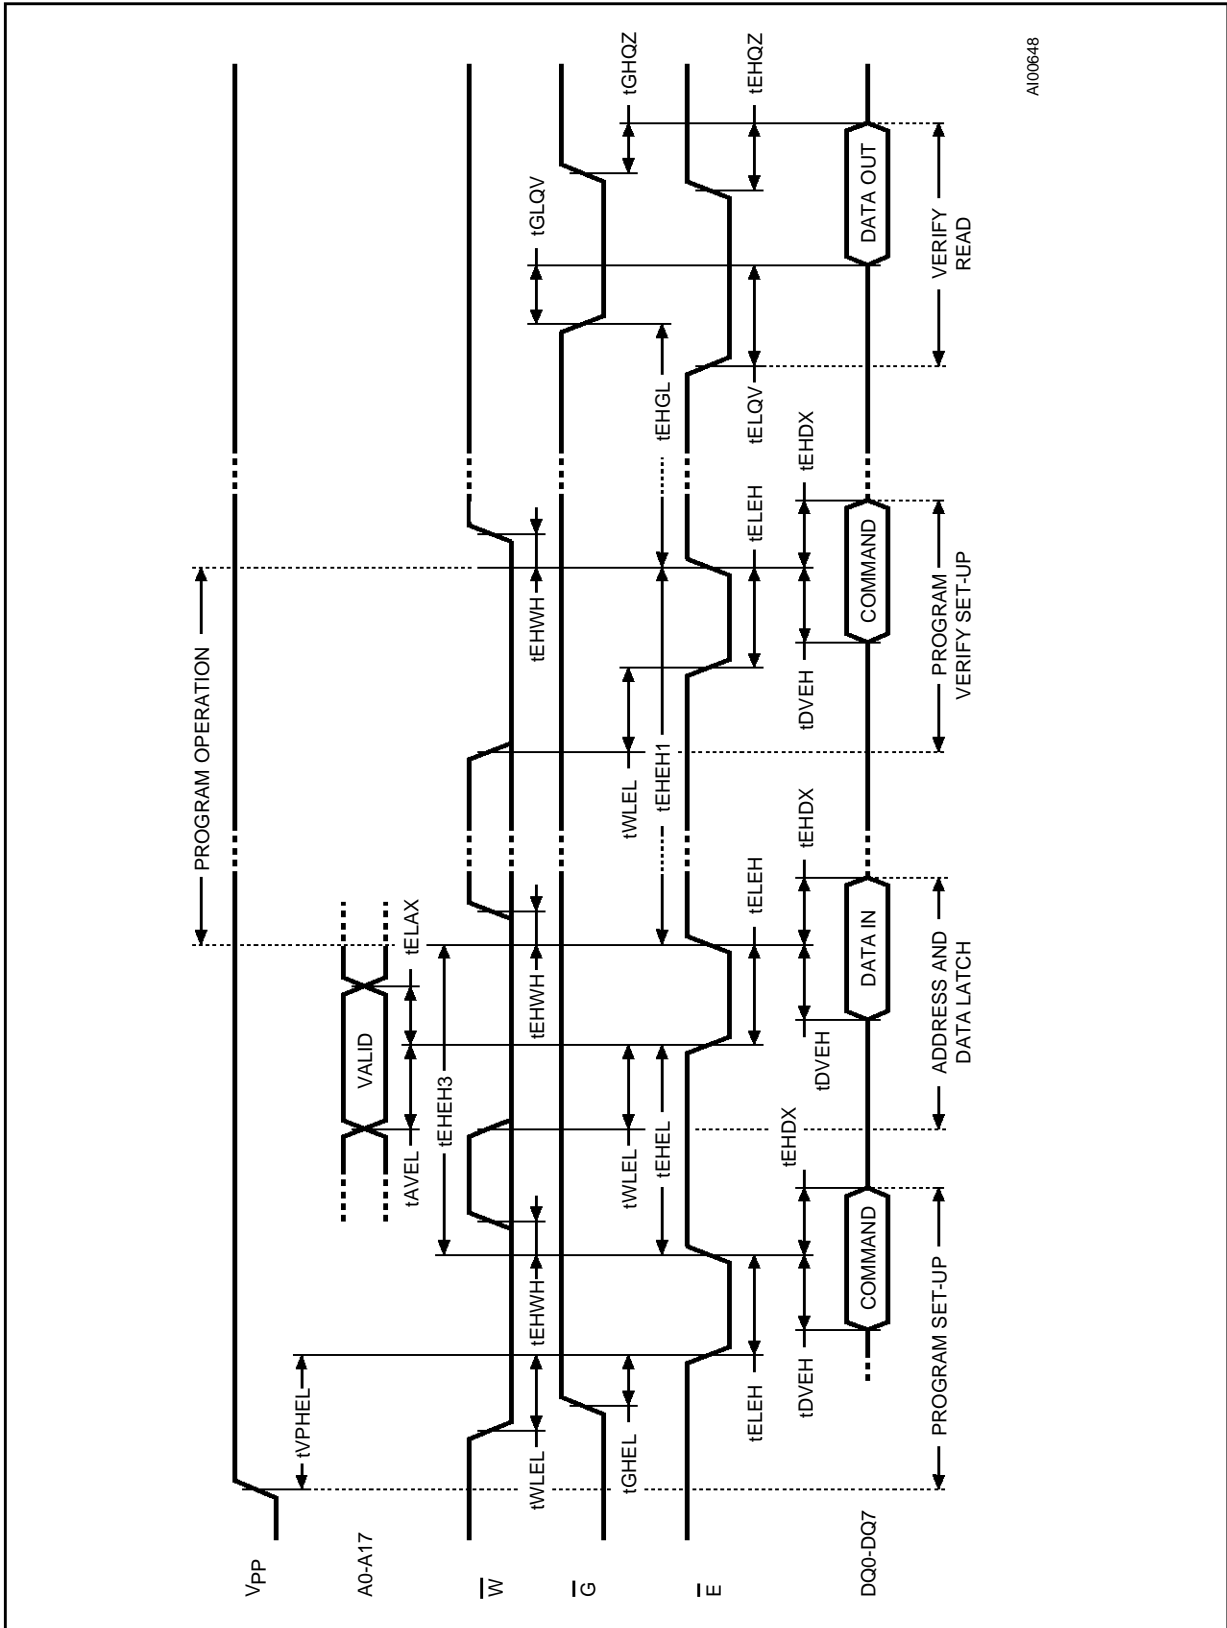 VPP
A0-A17
W
G
E
DQ0-DQ7
PROGRAM OPERATION
tVPHEL
VALID
tAVEL
tELAX
tEHEH3
tWLEL
tEHWH
tEHWH
tEHWH
tGLQV
tGHEL
tWLEL
tWLEL
tGHQZ
tEHEL
tEHEH1
tEHGL
tELEH
tELEH
tELEH
tELQV
tEHQZ
tDVEH
tEHDX
tDVEH
tEHDX
tDVEH
tEHDX
COMMAND
DATA IN
COMMAND
DATA OUT
PROGRAM SET-UP
ADDRESS AND
DATA LATCH
PROGRAM
VERIFY SET-UP
VERIFY
READ
AI00648